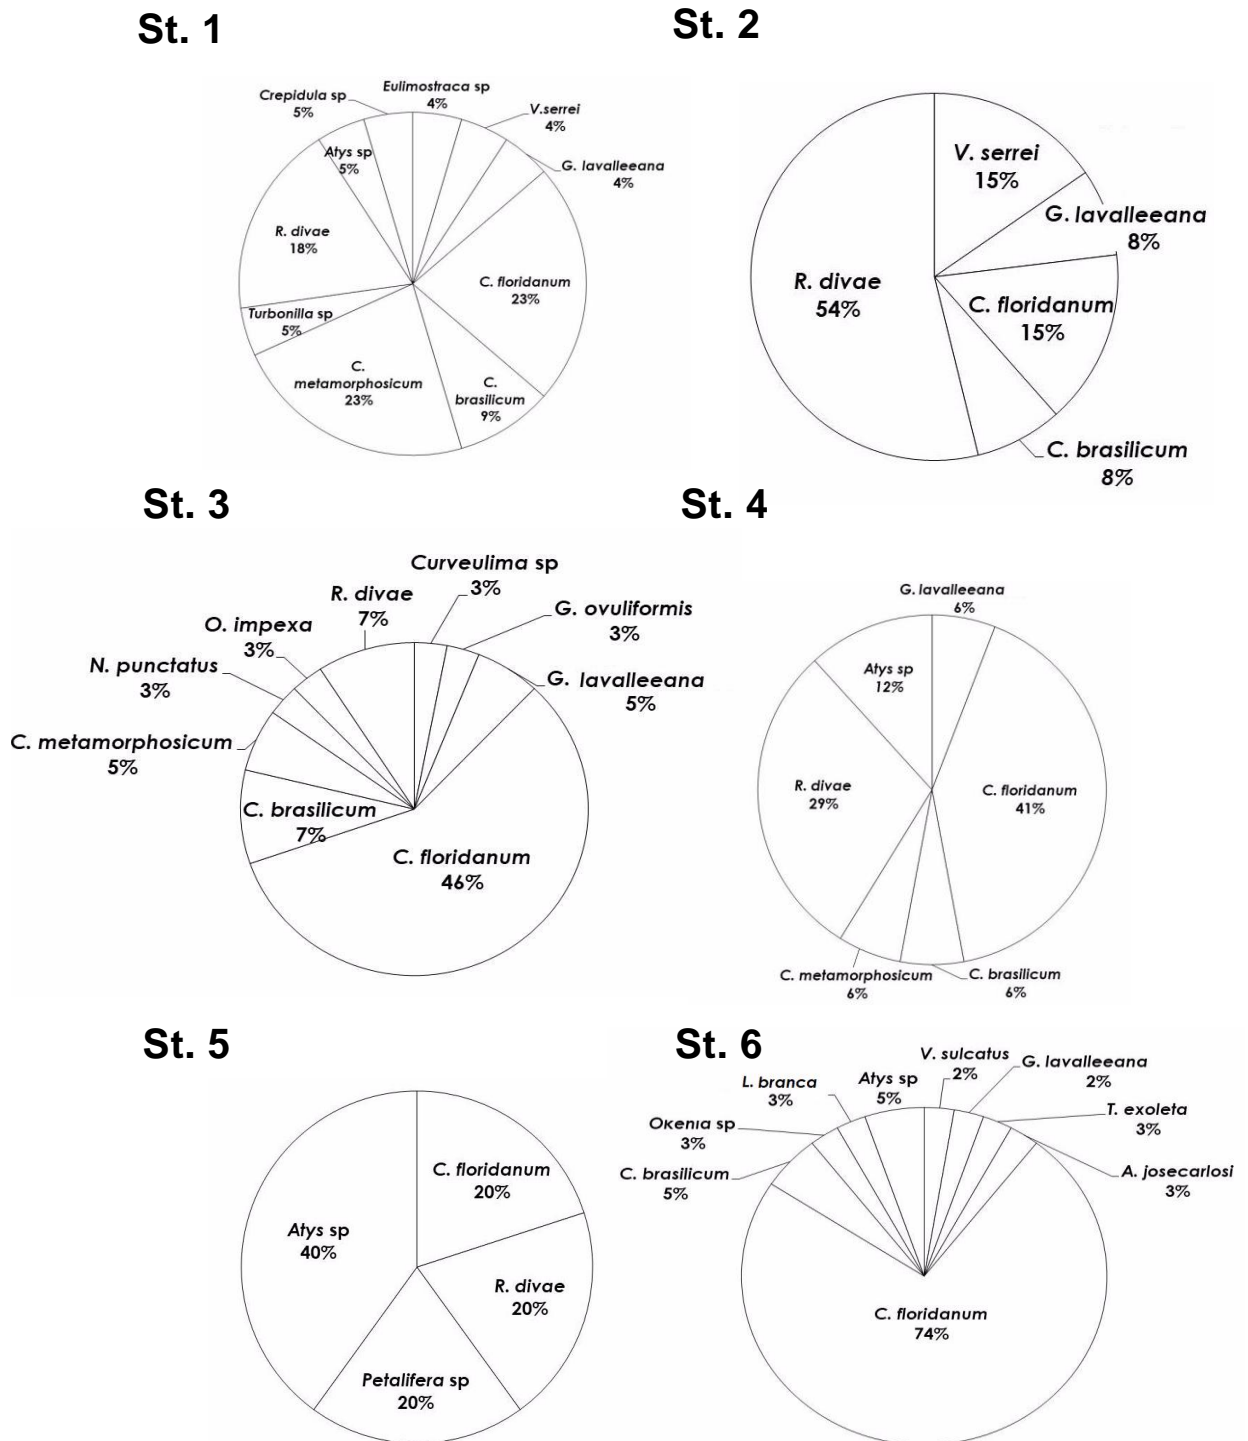 St. 1
Crepidula sp
5%
Eulimostraca sp
4%
V.serrei
4%
G. lavalleeana
4%
Atys sp
5%
R. divae
18%
C. floridanum
23%
Turbonilla sp
5%
C.
metamorphosicum
23%
C.
brasilicum
9%
St. 2
V. serrei
15%
G. lavalleeana
8%
R. divae
54%
C. floridanum
15%
C. brasilicum
8%
St. 3
Curveulima sp
3%
R. divae
7%
G. ovuliformis
3%
O. impexa
3%
N. punctatus
3%
G. lavalleeana
5%
C. metamorphosicum
5%
C. brasilicum
7%
C. floridanum
46%
St. 4
G. lavalleeana
6%
Atys sp
12%
R. divae
29%
C. floridanum
41%
C. metamorphosicum
6%
C. brasilicum
6%
St. 5
C. floridanum
20%
Atys sp
40%
R. divae
20%
Petalifera sp
20%
St. 6
V. sulcatus
2%
G. lavalleeana
2%
L. branca
3%
Atys sp
5%
T. exoleta
3%
Okenia sp
3%
C. brasilicum
5%
A. josecarlosi
3%
C. floridanum
74%